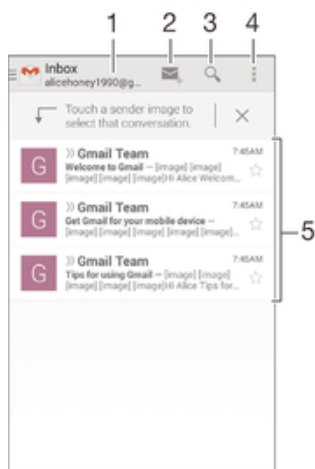 1 2 3 4
Inbox
alicehoney1990@g...
Touch a sender image to
select that conversation.
G
» Gmail Team 7:45AM
Welcome to Gmail – [image] [image]
[image] [image] [image]Hi Alice Welcom...
G
» Gmail Team 7:45AM
Get Gmail for your mobile device –
[image] [image] [image] [image] [image]...
G
» Gmail Team 7:45AM
Tips for using Gmail – [image] [image]
[image] [image] [image]Hi Alice Tips for...
5